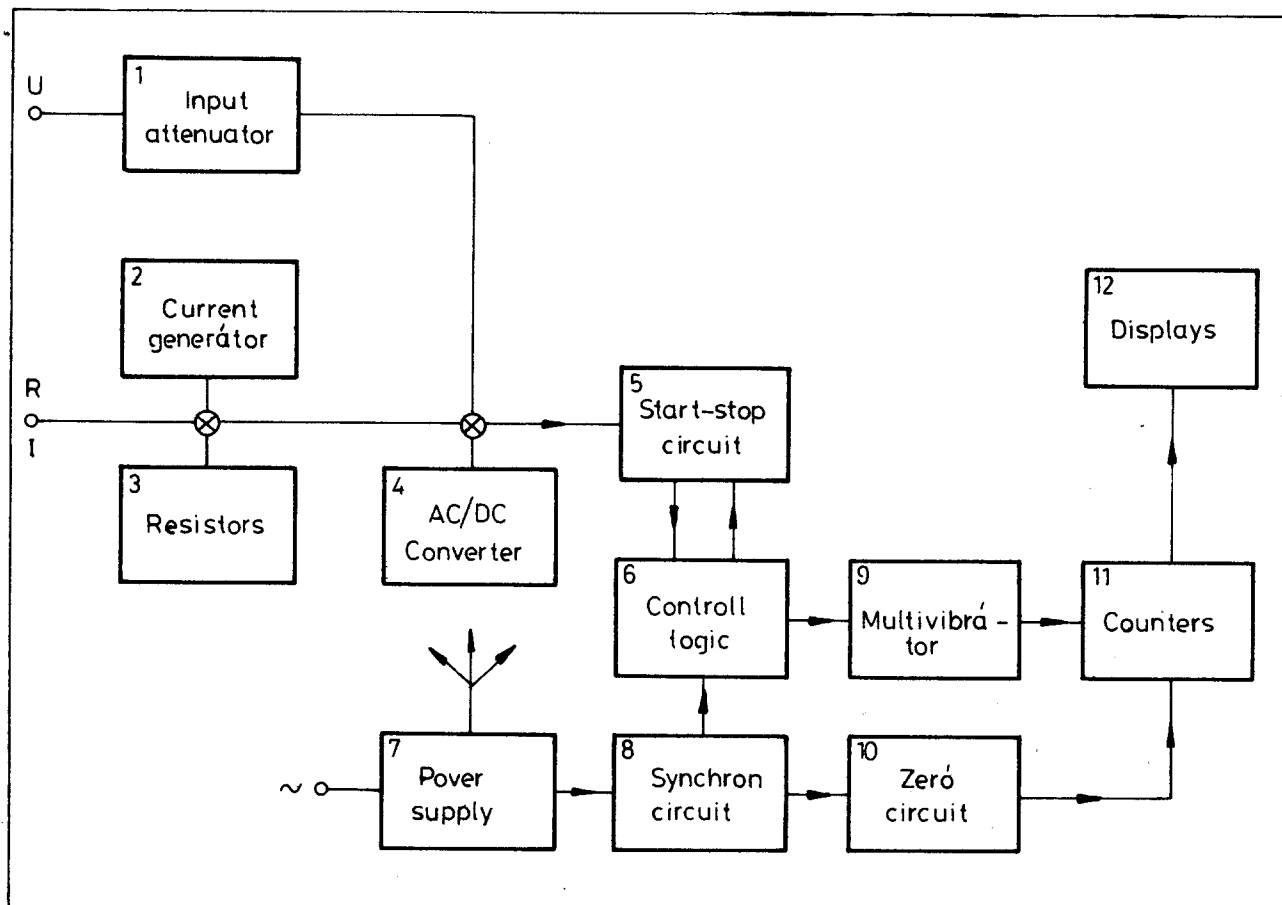 U
1
Input
attenuator
2
Current
generátor
R
I
3
Resistors
4
AC/DC
Converter
5
Start-stop
circuit
6
Controll
logic
7
Pover
supply
~
8
Synchron
circuit
9
Multivibrá-
tor
10
Zeró
circuit
11
Counters
12
Displays